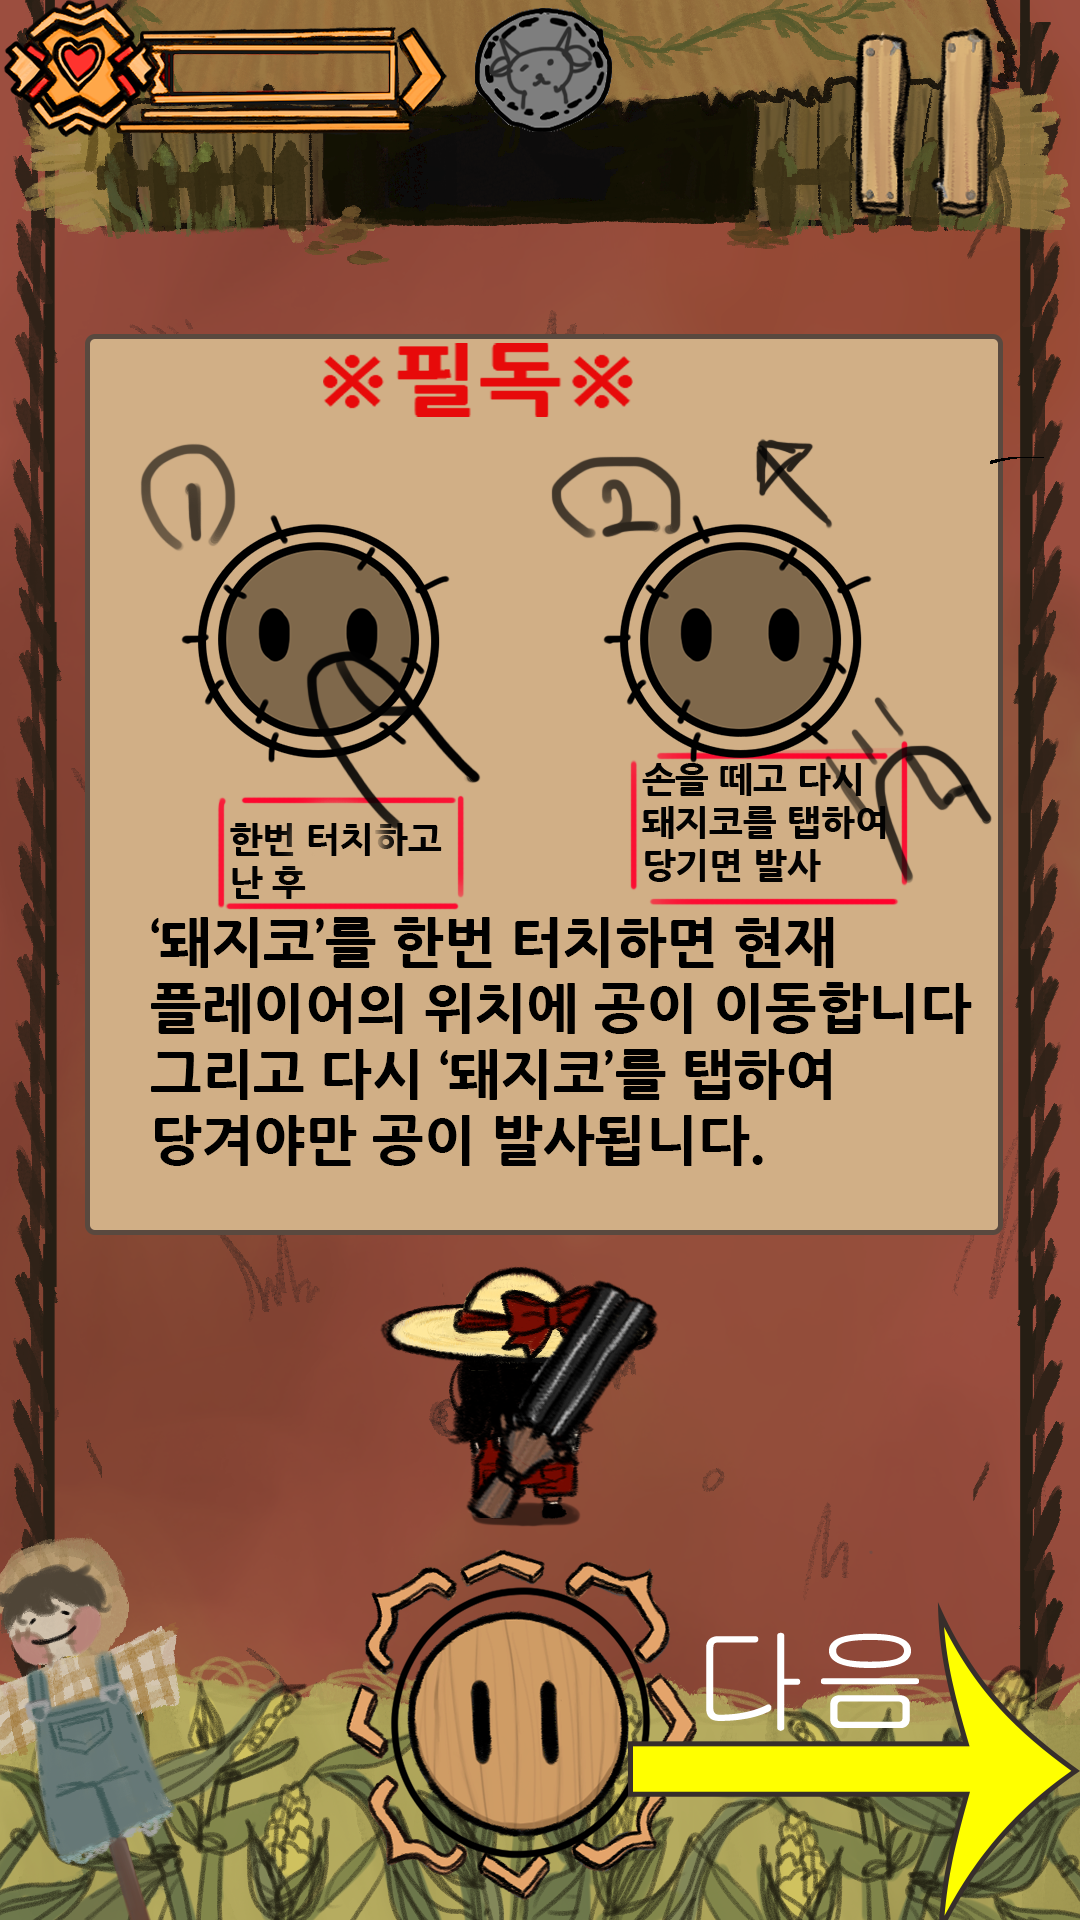 ※필독※
1
2
한번 터치하고
난 후
손을 떼고 다시
돼지코를 탭하여
당기면 발사
‘돼지코’를 한번 터치하면 현재
플레이어의 위치에 공이 이동합니다
그리고 다시 ‘돼지코’를 탭하여
당겨야만 공이 발사됩니다.
다음